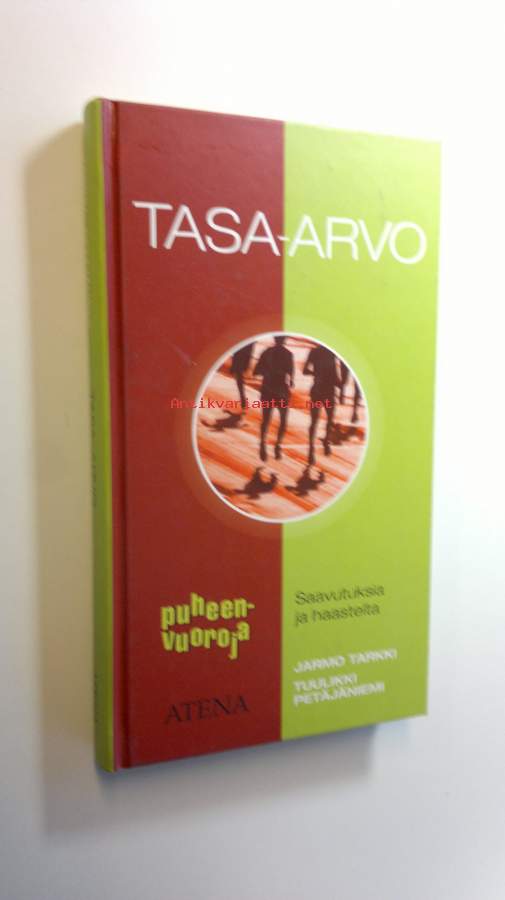 TASA-ARVO
Antikvariaatti.net
puheen-
vuoroja
Saavutuksia
ja haasteita
JARMO TARKKI
TUULIKKI
PETÄJÄNIEMI
ATENA